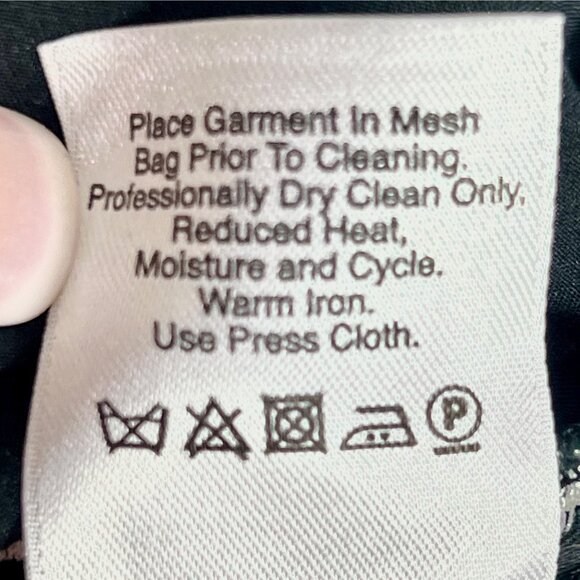 Place Garment In Mesh
Bag Prior To Cleaning.
Professionally Dry Clean Only,
Reduced Heat,
Moisture and Cycle.
Warm Iron.
Use Press Cloth.
P